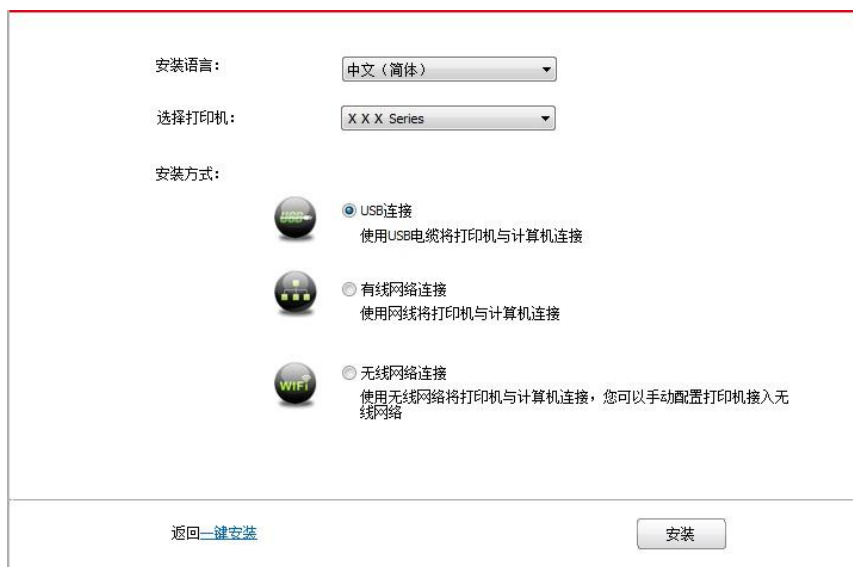 安装语言：
中文（简体）
选择打印机：
X X X Series
安装方式：
USB
USB连接
使用USB电缆将打印机与计算机连接
有线网络连接
使用网线将打印机与计算机连接
WiFi
无线网络连接
使用无线网络将打印机与计算机连接，您可以手动配置打印机接入无
线网络
返回一键安装
安装